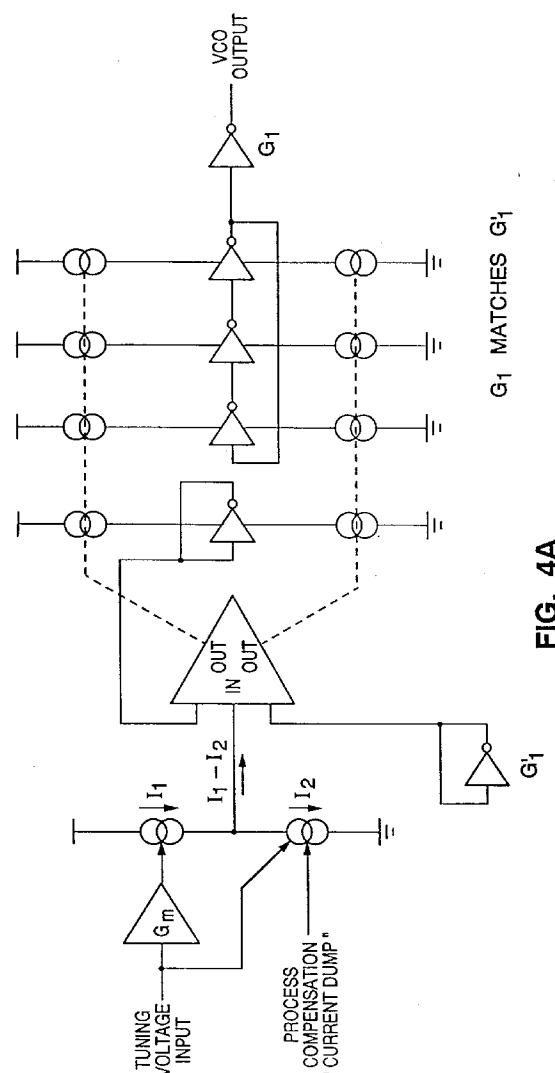 TUNING
VOLTAGE
INPUT
Gm
I1
I1 – I2
I2
PROCESS
COMPENSATION
CURRENT DUMP"
IN
OUT
OUT
G'1
VCO
OUTPUT
G1
G1 MATCHES G'1
FIG. 4A